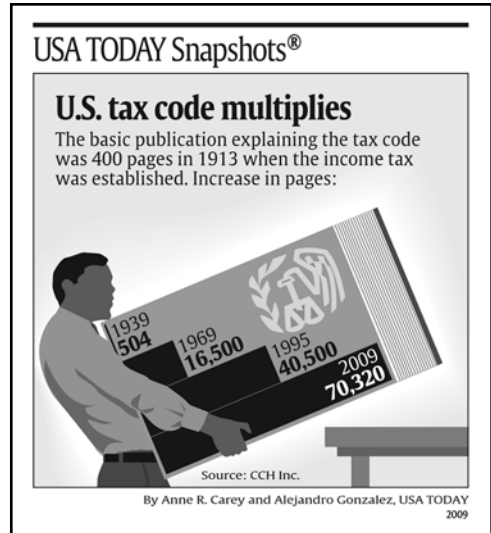 USA TODAY Snapshots®
U.S. tax code multiplies
The basic publication explaining the tax code
was 400 pages in 1913 when the income tax
was established. Increase in pages:
1939
504
1969
16,500
1995
40,500
2009
70,320
Source: CCH Inc.
By Anne R. Carey and Alejandro Gonzalez, USA TODAY
2009